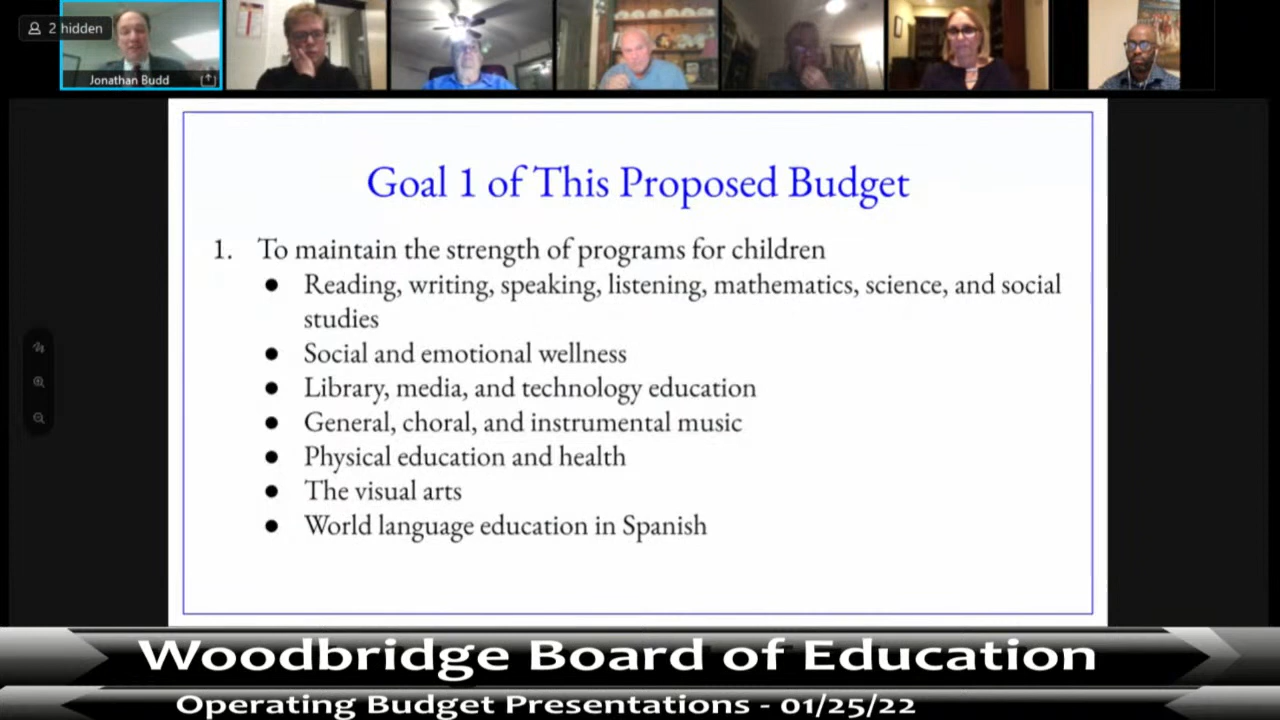 2 hidden
Jonathan Budd
Goal 1 of This Proposed Budget
1. To maintain the strength of programs for children
● Reading, writing, speaking, listening, mathematics, science, and social
studies
● Social and emotional wellness
● Library, media, and technology education
● General, choral, and instrumental music
● Physical education and health
● The visual arts
● World language education in Spanish
Woodbridge Board of Education
Operating Budget Presentations - 01/25/22